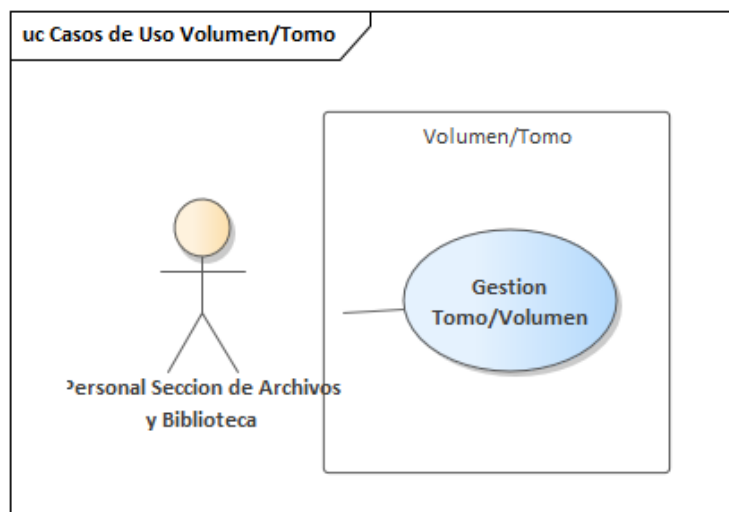 uc Casos de Uso Volumen/Tomo
Volumen/Tomo
Gestion
Tomo/Volumen
Personal Seccion de Archivos
y Biblioteca